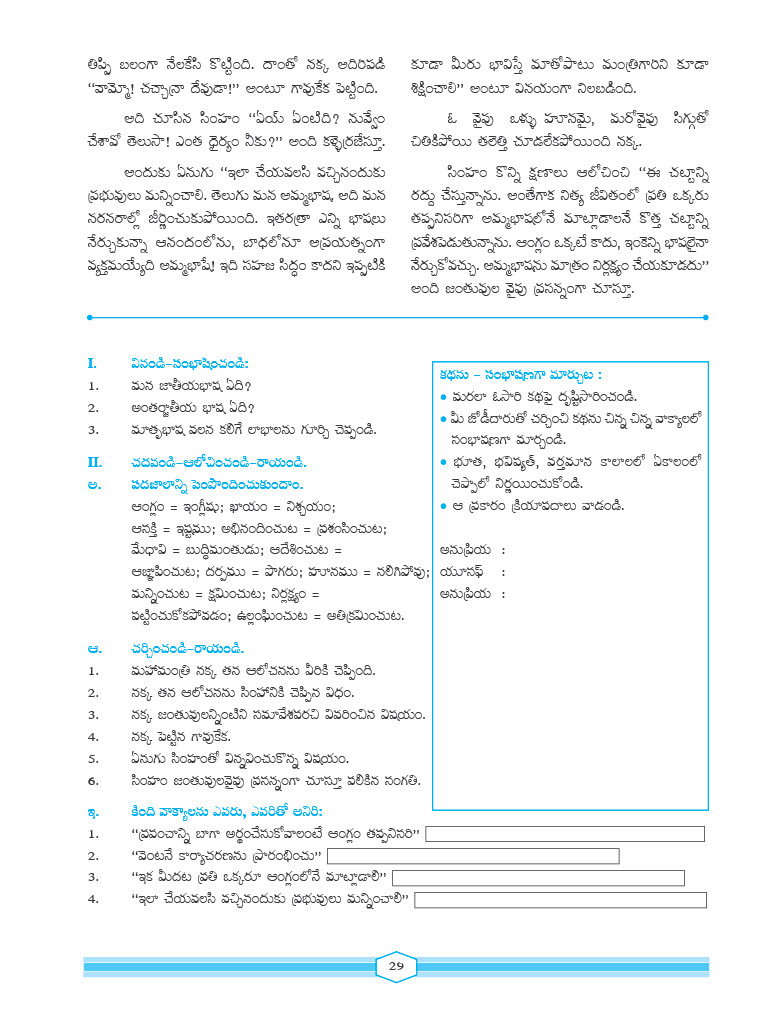 తిప్పి బలంగా నేలకేసి కొట్టింది. దాంతో నక్క అదిరిపడి
“వామ్మో! చచ్చానా దేవుడా!” అంటూ గావుకేక పెట్టింది.
అది చూసిన సింహం “ఏయ్ ఏంటిది? నువ్వేం
చేశావో తెలుసా! ఎంత ధైర్యం నీకు?” అంది కళ్ళెర్రజేస్తూ.
అందుకు ఏనుగు “ఇలా చేయవలసి వచ్చినందుకు
ప్రభువులు మన్నించాలి. తెలుగు మన అమ్మభాష. అది మన
నరనరాల్లో జీర్ణించుకుపోయింది. ఇతరత్రా ఎన్ని భాషలు
నేర్చుకున్నా ఆనందంలోను, బాధలోనూ అప్రయత్నంగా
వ్యక్తమయ్యేది అమ్మభాషే! ఇది సహజ సిద్ధం కాదని ఇప్పటికి
కూడా మీరు భావిస్తే మాతోపాటు మంత్రిగారిని కూడా
శిక్షించాలి” అంటూ వినయంగా నిలబడింది.
ఓ వైపు ఒళ్ళు హూనమై, మరోవైపు సిగ్గుతో
చితికిపోయి తలెత్తి చూడలేకపోయింది నక్క.
సింహం కొన్ని క్షణాలు ఆలోచించి “ఈ చట్టాన్ని
రద్దు చేస్తున్నాను. అంతేగాక నిత్య జీవితంలో ప్రతి ఒక్కరు
తప్పనిసరిగా అమ్మభాషలోనే మాట్లాడాలనే కొత్త చట్టాన్ని
ప్రవేశపెడుతున్నాను. ఆంగ్లం ఒక్కటే కాదు, ఇంకెన్ని భాషలైనా
నేర్చుకోవచ్చు. అమ్మభాషను మాత్రం నిర్లక్ష్యం చేయకూడదు”
అంది జంతువుల వైపు ప్రసన్నంగా చూస్తూ.
I. వినండి-సంభాషించండి:
1. మన జాతీయభాష ఏది?
2. అంతర్జాతీయ భాష ఏది?
3. మాతృభాష వలన కలిగే లాభాలను గూర్చి చెప్పండి.
II. చదవండి-ఆలోచించండి-రాయండి.
అ. పదజాలాన్ని పెంపొందించుకుందాం.
ఆంగ్లం = ఇంగ్లీషు; ఖాయం = నిశ్చయం;
ఆసక్తి = ఇష్టము; అభినందించుట = ప్రశంసించుట;
మేధావి = బుద్ధిమంతుడు; ఆదేశించుట =
ఆజ్ఞాపించుట; దర్పము = పొగరు; హూనము = నలిగిపోవు;
మన్నించుట = క్షమించుట; నిర్లక్ష్యం =
పట్టించుకోకపోవడం; ఉల్లంఘించుట = అతిక్రమించుట.
ఆ. చర్చించండి-రాయండి.
1. మహామంత్రి నక్క తన ఆలోచనను వీరికి చెప్పింది.
2. నక్క తన ఆలోచనను సింహానికి చెప్పిన విధం.
3. నక్క జంతువులన్నింటిని సమావేశపరచి వివరించిన విషయం.
4. నక్క పెట్టిన గావుకేక.
5. ఏనుగు సింహంతో విన్నవించుకొన్న విషయం.
6. సింహం జంతువులవైపు ప్రసన్నంగా చూస్తూ పలికిన సంగతి.
కథను - సంభాషణగా మార్చుట :
• మరలా ఓసారి కథపై దృష్టిసారించండి.
• మీ జోడీదారుతో చర్చించి కథను చిన్న చిన్న వాక్యాలలో
సంభాషణగా మార్చండి.
• భూత, భవిష్యత్, వర్తమాన కాలాలలో ఏకాలంలో
చెప్పాలో నిర్ణయించుకోండి.
• ఆ ప్రకారం క్రియాపదాలు వాడండి.
అనుప్రియ :
యూసఫ్ :
అనుప్రియ :
ఇ. కింది వాక్యాలను ఎవరు, ఎవరితో అనిరి:
1. “ప్రపంచాన్ని బాగా అర్థంచేసుకోవాలంటే ఆంగ్లం తప్పనిసరి”
2. “వెంటనే కార్యాచరణను ప్రారంభించు”
3. “ఇక మీదట ప్రతి ఒక్కరూ ఆంగ్లంలోనే మాట్లాడాలి”
4. “ఇలా చేయవలసి వచ్చినందుకు ప్రభువులు మన్నించాలి”
29